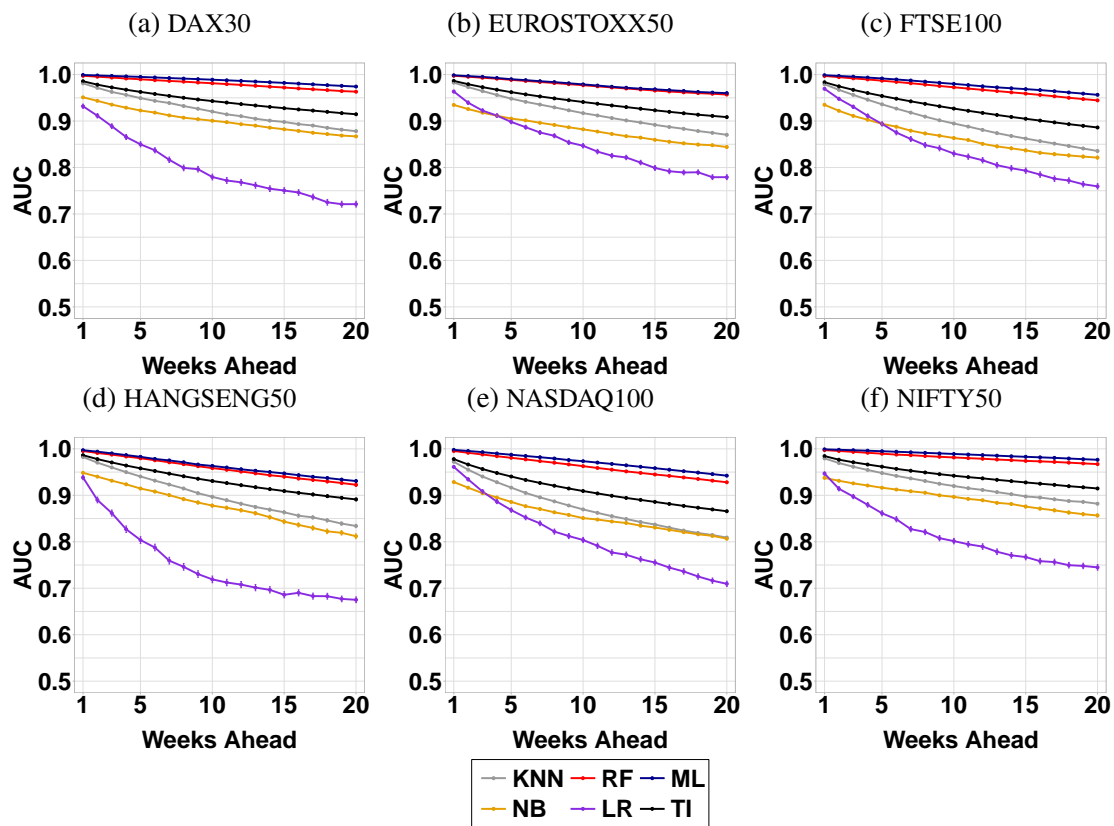 (a) DAX30
(b) EUROSTOXX50
(c) FTSE100
AUC
1.0
0.9
0.8
0.7
0.6
0.5
1 5 10 15 20
Weeks Ahead
AUC
1.0
0.9
0.8
0.7
0.6
0.5
1 5 10 15 20
Weeks Ahead
AUC
1.0
0.9
0.8
0.7
0.6
0.5
1 5 10 15 20
Weeks Ahead
(d) HANGSENG50
(e) NASDAQ100
(f) NIFTY50
AUC
1.0
0.9
0.8
0.7
0.6
0.5
1 5 10 15 20
Weeks Ahead
AUC
1.0
0.9
0.8
0.7
0.6
0.5
1 5 10 15 20
Weeks Ahead
AUC
1.0
0.9
0.8
0.7
0.6
0.5
1 5 10 15 20
Weeks Ahead
KNN RF ML
NB LR TI